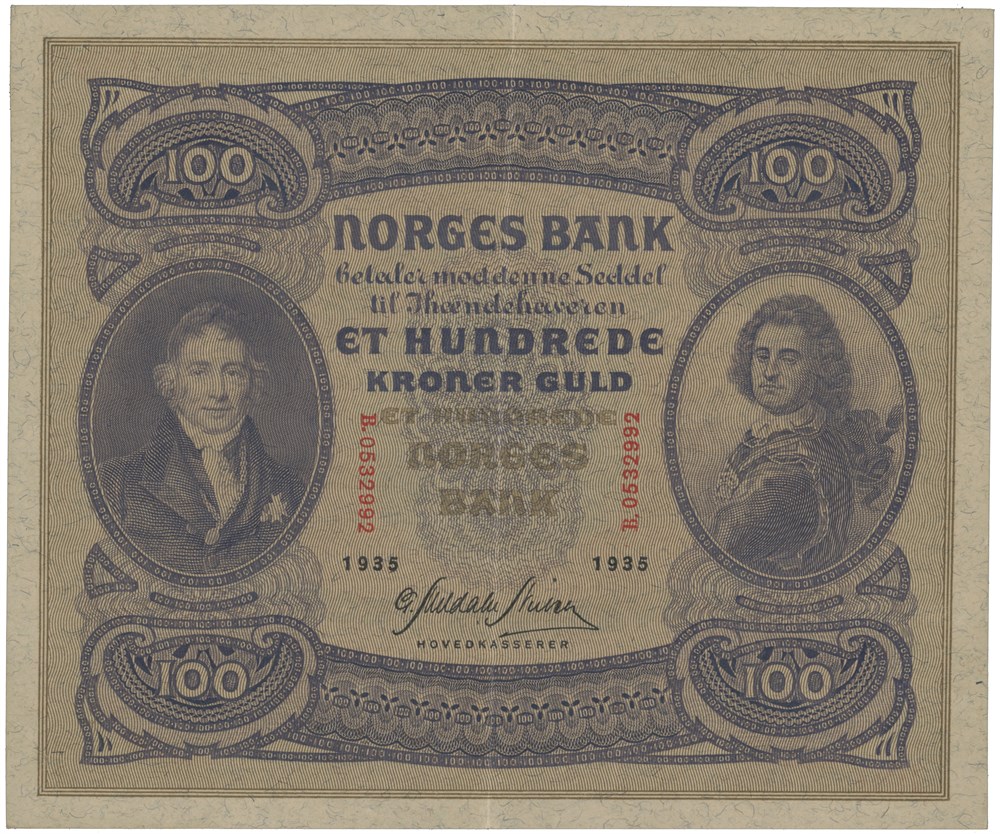 100 100
NORGES BANK
betaler mod denne Seddel
til Ihændehaveren
ET HUNDREDE
KRONER GULD
ET HUNDREDE
NORGES
BANK
B.0532992 B.0532992
1935 1935
HOVEDKASSERER
100 100